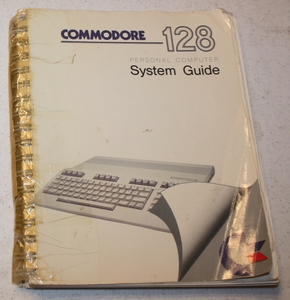 COMMODORE 128
PERSONAL COMPUTER
System Guide